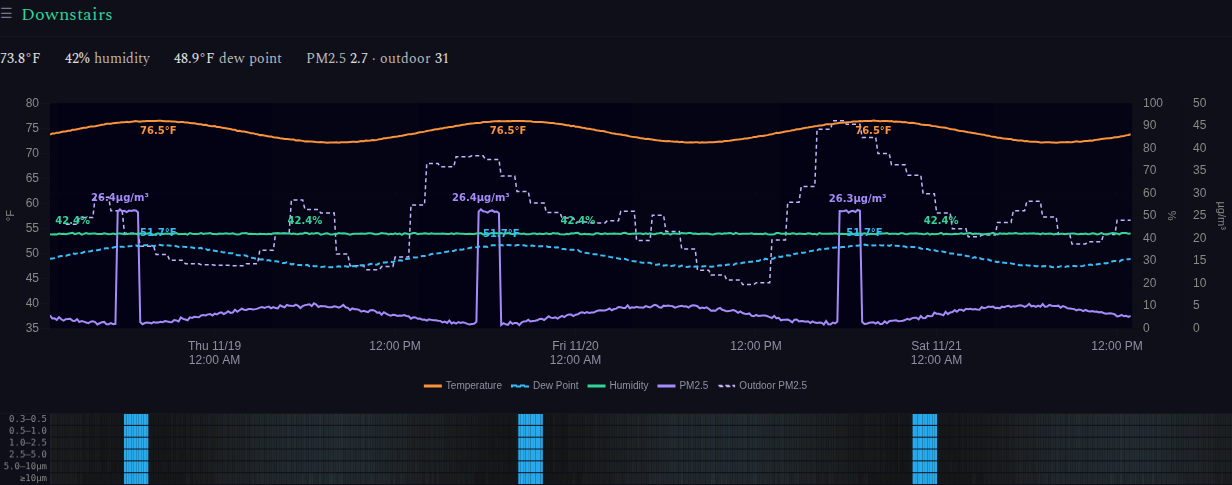 ☰ Downstairs
73.8°F 42% humidity 48.9°F dew point PM2.5 2.7 · outdoor 31
80 100 50
75 90 45
70 80 40
65 70 35
60 60 30
55 50 25
50 40 20
45 30 15
40 20 10
35 10 5
0 0
°F
%
µg/m³
76.5°F 76.5°F 76.5°F
26.4µg/m³ 26.4µg/m³ 26.3µg/m³
42.4% 42.4% 42.4% 42.4%
51.7°F 51.7°F 51.7°F
Thu 11/19 12:00 PM Fri 11/20 12:00 PM Sat 11/21 12:00 PM
12:00 AM 12:00 AM 12:00 AM
Temperature Dew Point Humidity PM2.5 Outdoor PM2.5
0.3–0.5
0.5–1.0
1.0–2.5
2.5–5.0
5.0–10µm
≥10µm